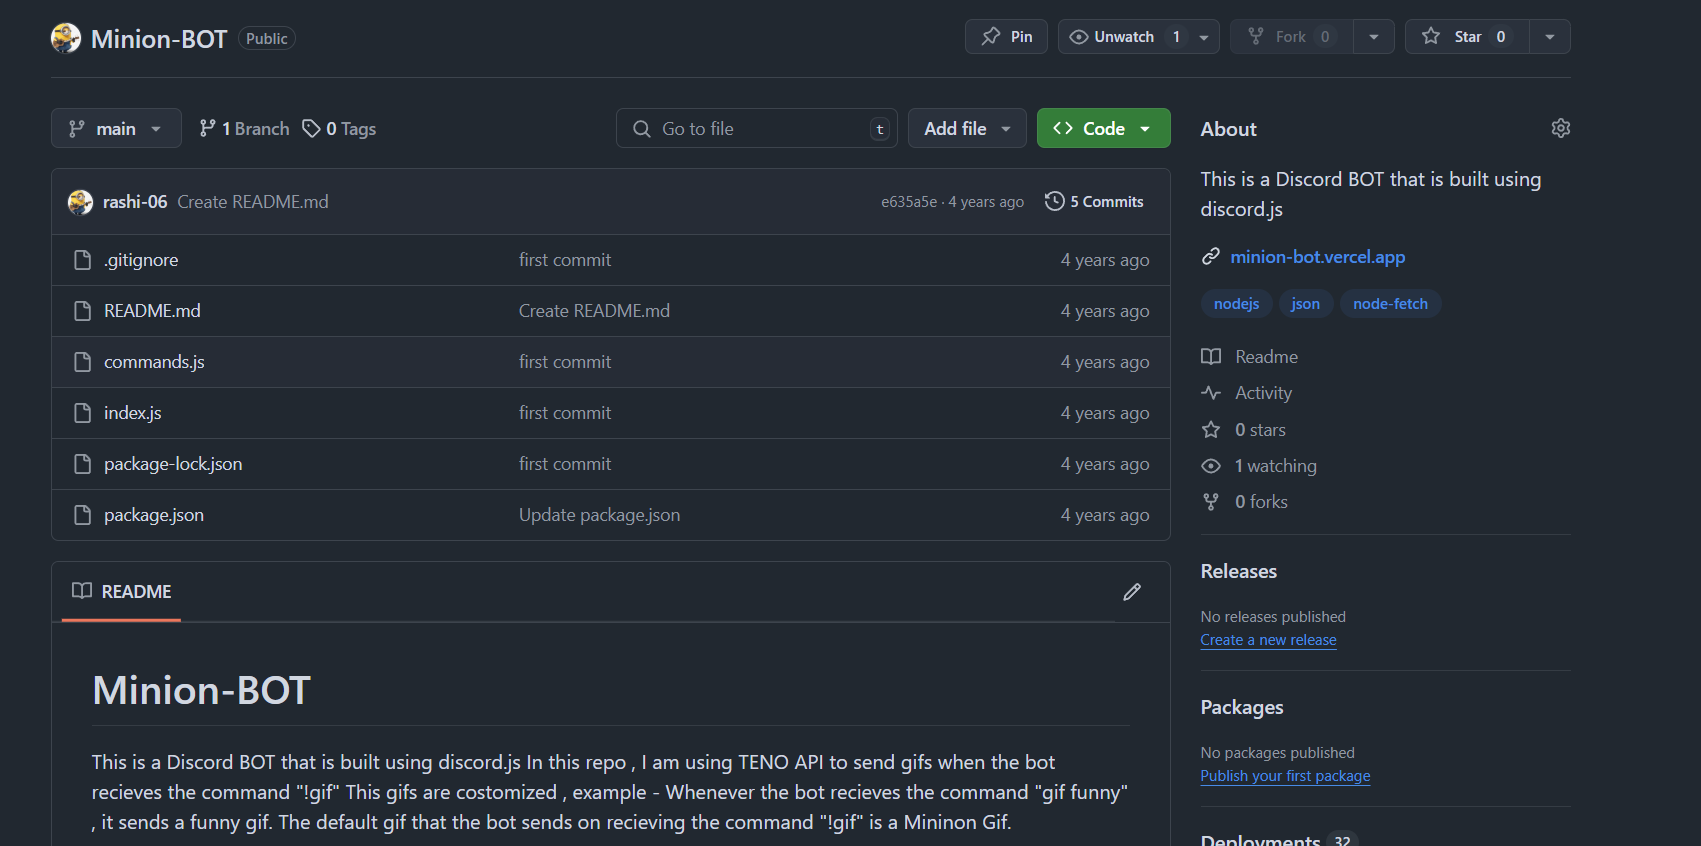 Minion-BOT Public
Pin
Unwatch 1
Fork 0
Star 0
main
1 Branch
0 Tags
Go to file
t
Add file
Code
rashi-06 Create README.md
e635a5e · 4 years ago
5 Commits
.gitignore first commit 4 years ago
README.md Create README.md 4 years ago
commands.js first commit 4 years ago
index.js first commit 4 years ago
package-lock.json first commit 4 years ago
package.json Update package.json 4 years ago
README
Minion-BOT
This is a Discord BOT that is built using discord.js In this repo , I am using TENO API to send gifs when the bot
recieves the command "!gif" This gifs are costomized , example - Whenever the bot recieves the command "gif funny"
, it sends a funny gif. The default gif that the bot sends on recieving the command "!gif" is a Mininon Gif.
About
This is a Discord BOT that is built using
discord.js
minion-bot.vercel.app
nodejs json node-fetch
Readme
Activity
0 stars
1 watching
0 forks
Releases
No releases published
Create a new release
Packages
No packages published
Publish your first package
Deployments 32